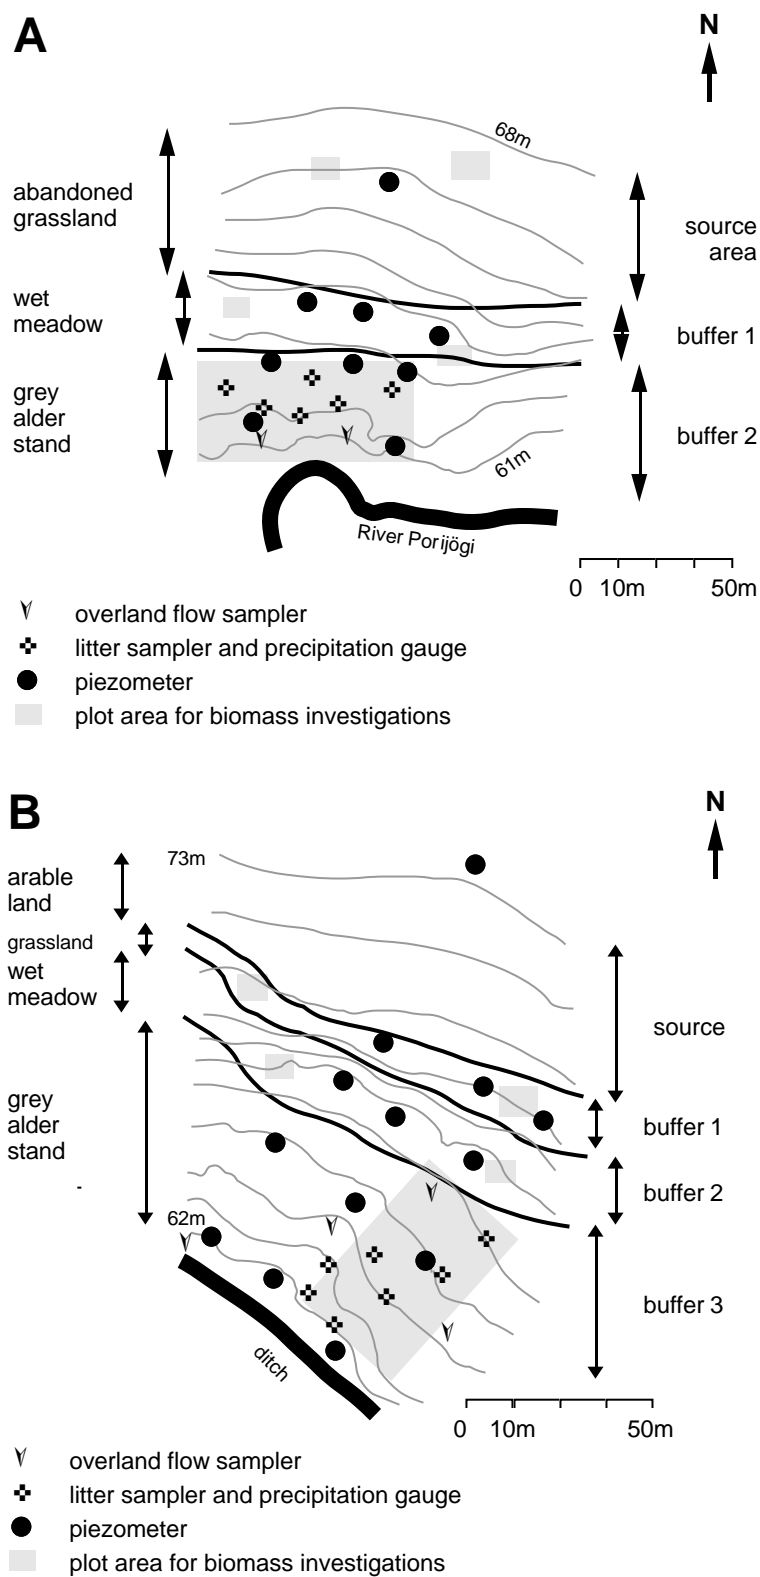 A
N
68m
abandoned
grassland
source
area
wet
meadow
buffer 1
grey
alder
stand
buffer 2
61m
River Porijõgi
0 10m 50m
overland flow sampler
litter sampler and precipitation gauge
piezometer
plot area for biomass investigations
B
N
73m
arable
land
grassland
wet
meadow
source
grey
alder
stand
buffer 1
buffer 2
-
62m
buffer 3
ditch
0 10m 50m
overland flow sampler
litter sampler and precipitation gauge
piezometer
plot area for biomass investigations